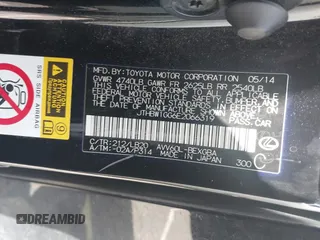 MFD. BY: TOYOTA MOTOR CORPORATION 05/14
GVWR 4740LB GAWR FR 2625LB RR 2540LB
THIS VEHICLE CONFORMS TO ALL APPLICABLE
FEDERAL MOTOR VEHICLE SAFETY, BUMPER, AND
THEFT PREVENTION STANDARDS IN EFFECT ON
THE DATE OF MANUFACTURE SHOWN ABOVE.
PASS.CAR
C/TR: 212/LB20 AVV60L-BEXGBA
A/TM: -02A/P314 MADE IN JAPAN 300 C
DREAMBID